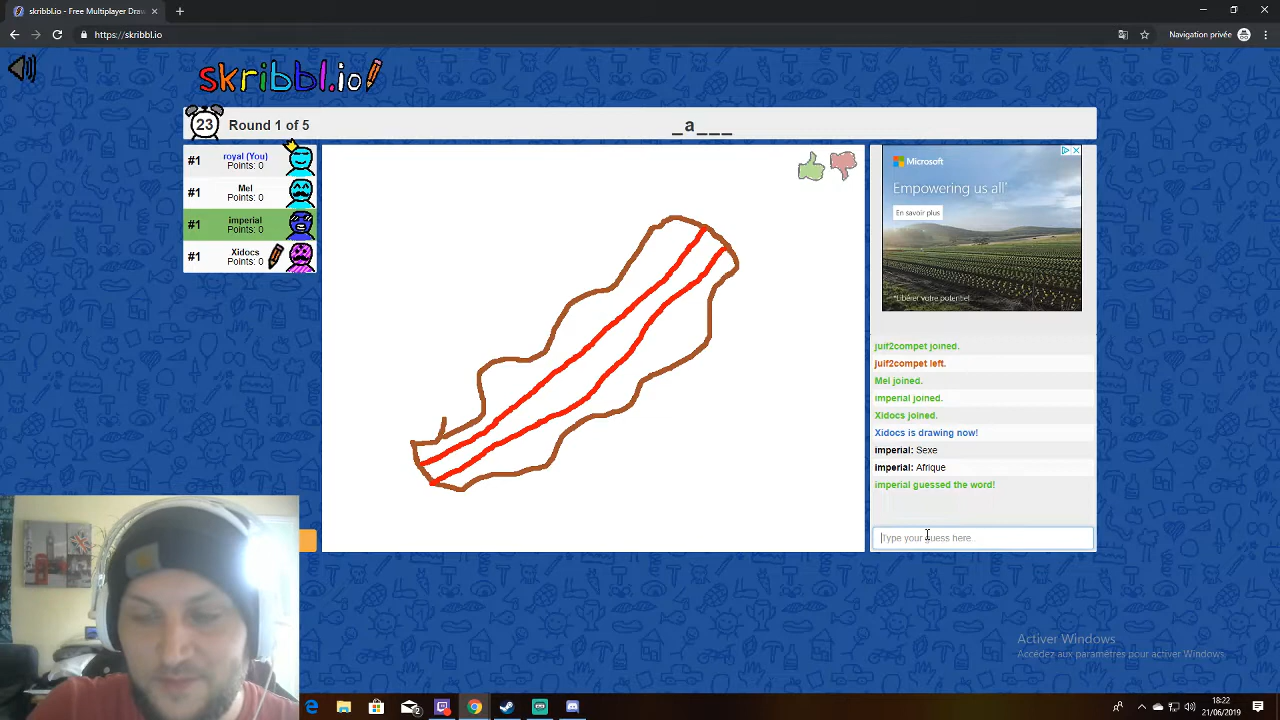 skribbl.io - Free Multiplayer Dra
https://skribbl.io
Navigation privée
skribbl.io
23
Round 1 of 5
_a___
#1
royal (You)
Points: 0
#1
Mel
Points: 0
#1
imperial
Points: 0
#1
Xidocs
Points: 0
Microsoft
Empowering us all*
En savoir plus
*Libérer votre potentiel
juif2compet joined.
juif2compet left.
Mel joined.
imperial joined.
Xidocs joined.
Xidocs is drawing now!
imperial: Sexe
imperial: Afrique
imperial guessed the word!
Type your guess here...
Activer Windows
Accédez aux paramètres pour activer Windows.
18:22
21/06/2019